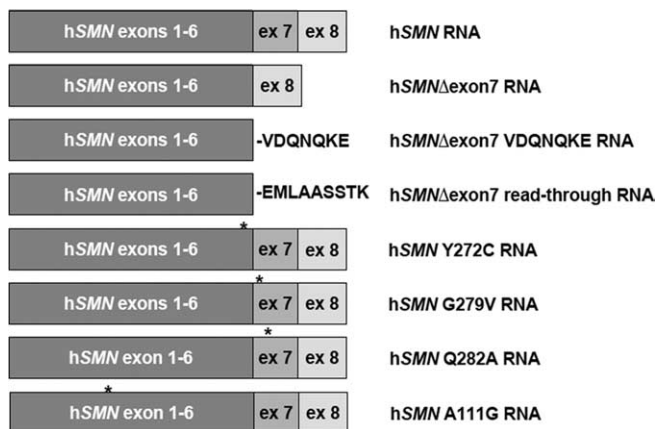 hSMN exons 1-6 ex 7 ex 8 hSMN RNA
hSMN exons 1-6 ex 8 hSMNΔexon7 RNA
hSMN exons 1-6 -VDQNQKE hSMNΔexon7 VDQNQKE RNA
hSMN exons 1-6 -EMLAASSTK hSMNΔexon7 read-through RNA
*
hSMN exons 1-6 ex 7 ex 8 hSMN Y272C RNA
*
hSMN exons 1-6 ex 7 ex 8 hSMN G279V RNA
*
hSMN exon 1-6 ex 7 ex 8 hSMN Q282A RNA
*
hSMN exon 1-6 ex 7 ex 8 hSMN A111G RNA